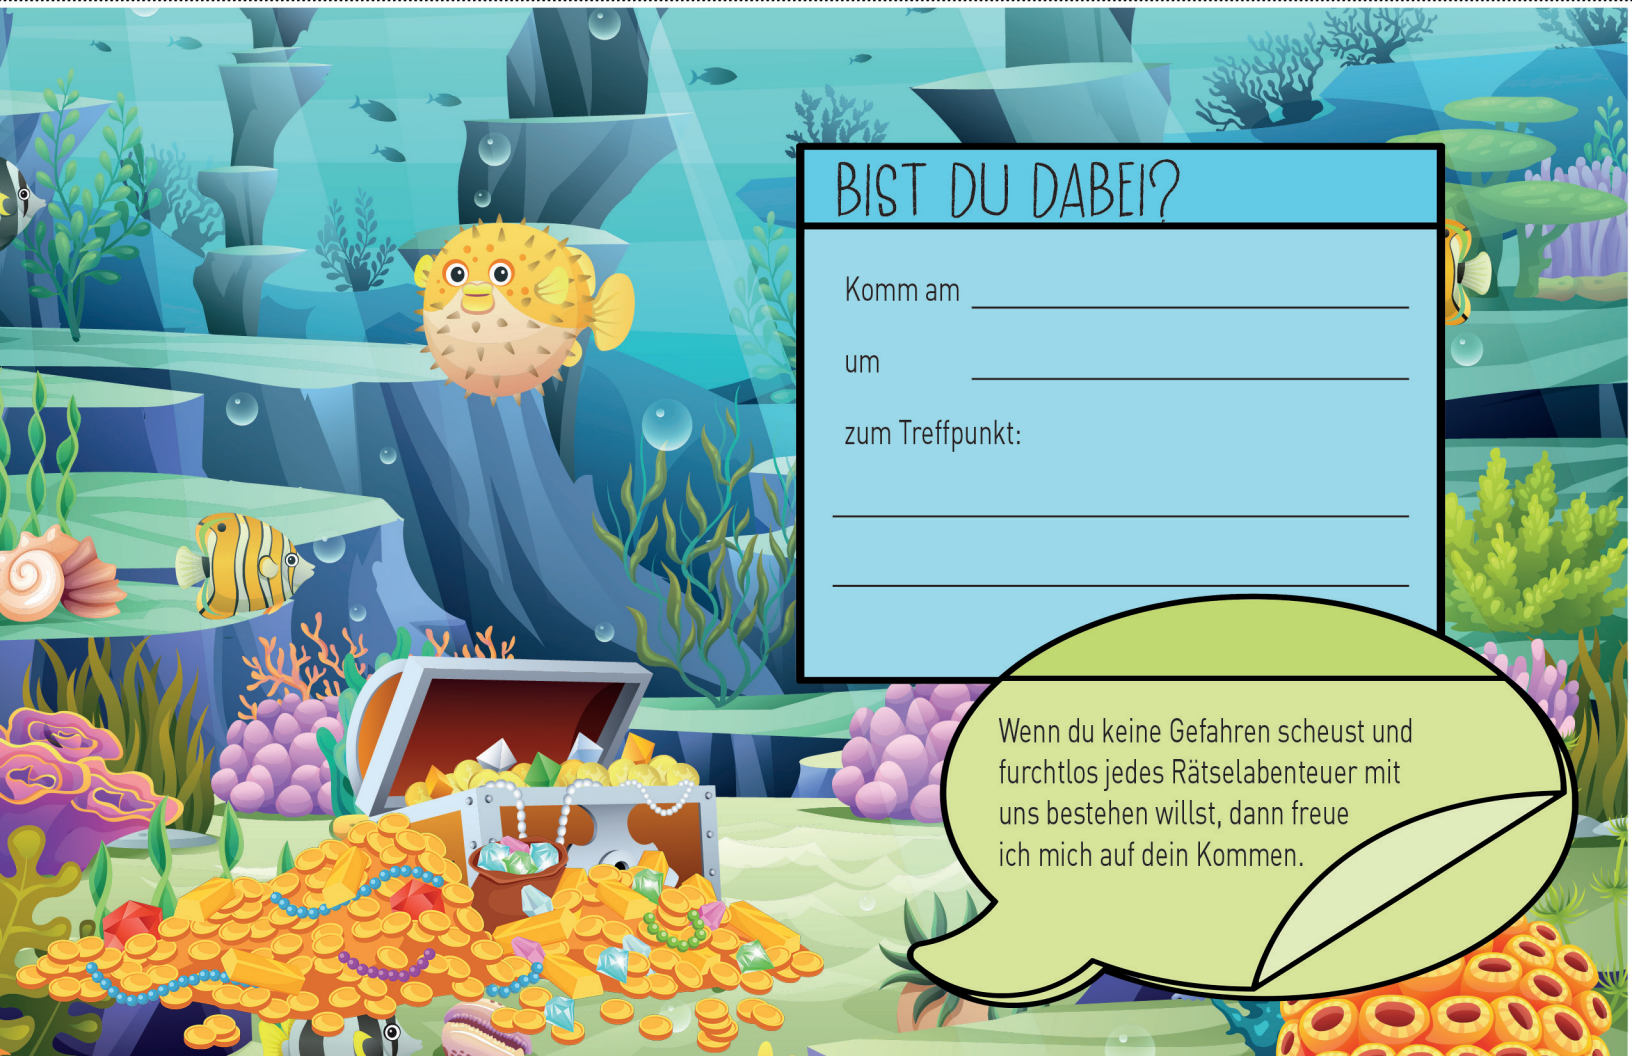 BIST DU DABEI?
Komm am
um
zum Treffpunkt:
Wenn du keine Gefahren scheust und
furchtlos jedes Rätselabenteuer mit
uns bestehen willst, dann freue
ich mich auf dein Kommen.